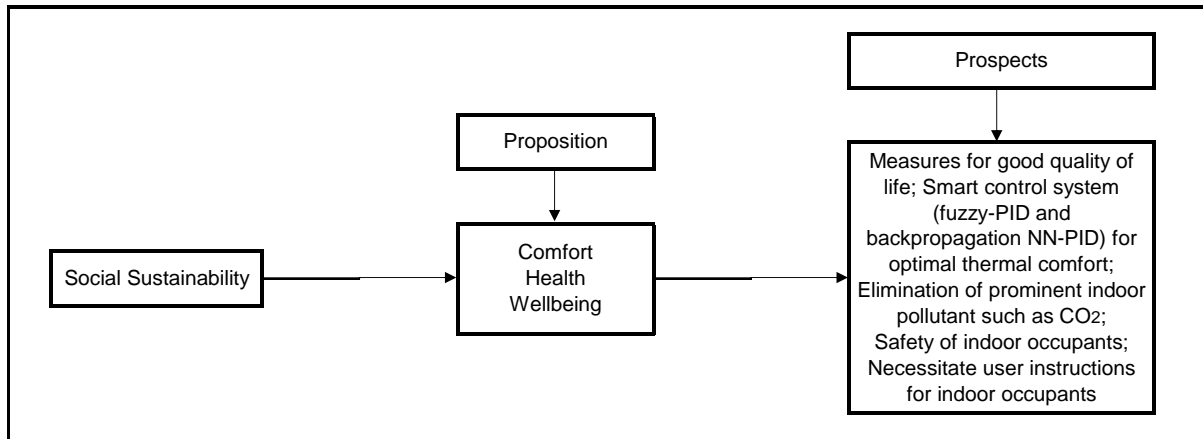 Prospects
Proposition
Social Sustainability
Comfort
Health
Wellbeing
Measures for good quality of
life; Smart control system
(fuzzy-PID and
backpropagation NN-PID) for
optimal thermal comfort;
Elimination of prominent indoor
pollutant such as CO2;
Safety of indoor occupants;
Necessitate user instructions
for indoor occupants